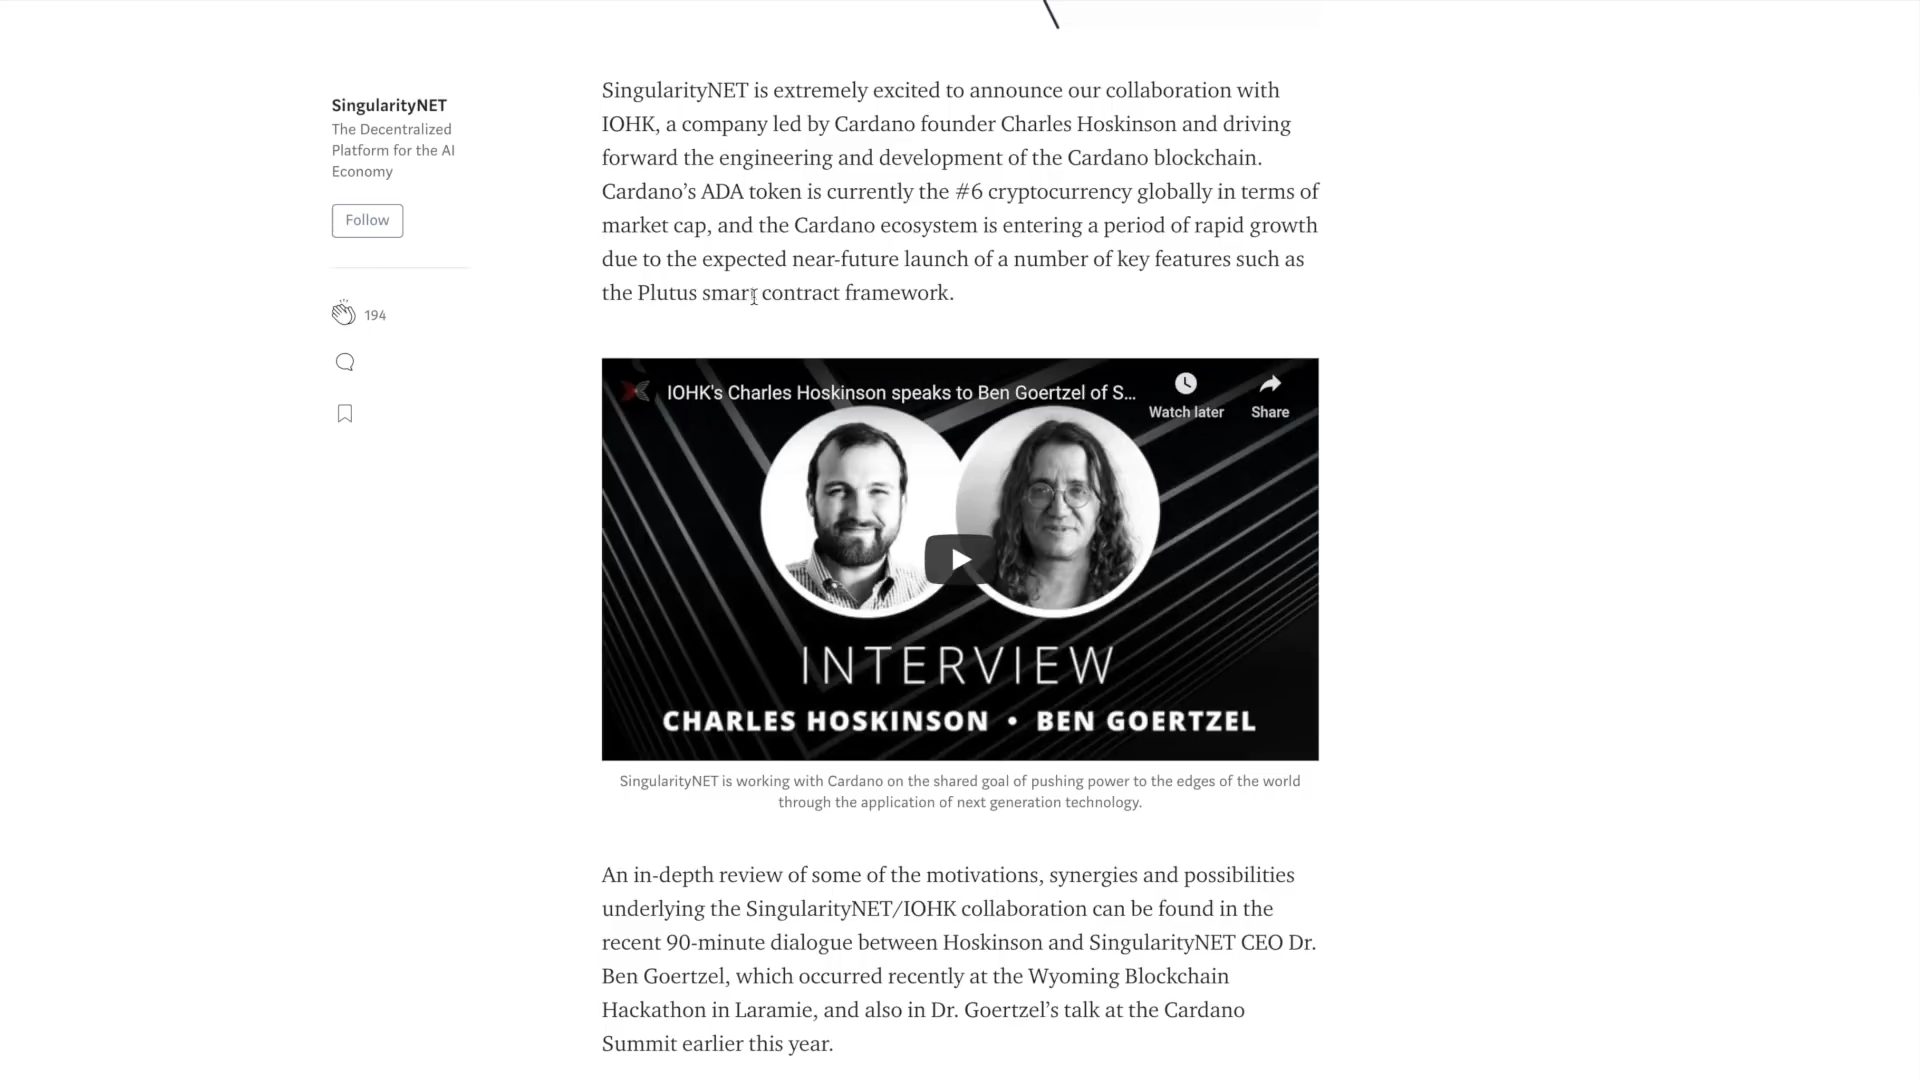 SingularityNET
The Decentralized
Platform for the AI
Economy
Follow
194
SingularityNET is extremely excited to announce our collaboration with
IOHK, a company led by Cardano founder Charles Hoskinson and driving
forward the engineering and development of the Cardano blockchain.
Cardano’s ADA token is currently the #6 cryptocurrency globally in terms of
market cap, and the Cardano ecosystem is entering a period of rapid growth
due to the expected near-future launch of a number of key features such as
the Plutus smart contract framework.
IOHK's Charles Hoskinson speaks to Ben Goertzel of S...
Watch later
Share
INTERVIEW
CHARLES HOSKINSON • BEN GOERTZEL
SingularityNET is working with Cardano on the shared goal of pushing power to the edges of the world
through the application of next generation technology.
An in-depth review of some of the motivations, synergies and possibilities
underlying the SingularityNET/IOHK collaboration can be found in the
recent 90-minute dialogue between Hoskinson and SingularityNET CEO Dr.
Ben Goertzel, which occurred recently at the Wyoming Blockchain
Hackathon in Laramie, and also in Dr. Goertzel’s talk at the Cardano
Summit earlier this year.